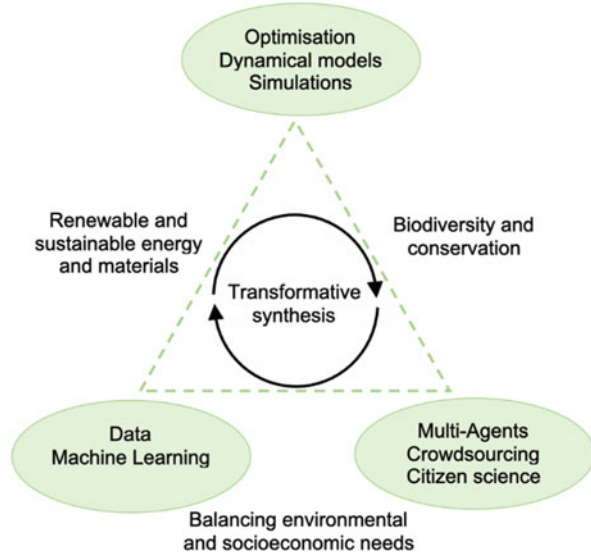 Optimisation
Dynamical models
Simulations
Renewable and
sustainable energy
and materials
Biodiversity and
conservation
Transformative
synthesis
Data
Machine Learning
Multi-Agents
Crowdsourcing
Citizen science
Balancing environmental
and socioeconomic needs